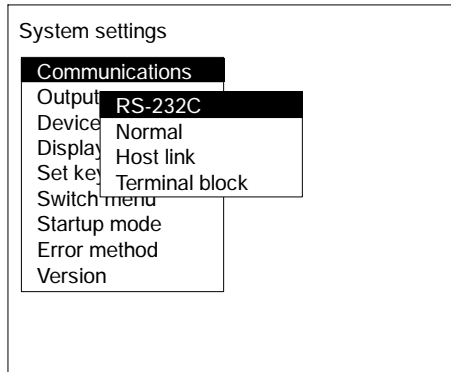 System settings
Communications
Output
RS-232C
Device
Normal
Display
Host link
Set key
Terminal block
Switch menu
Startup mode
Error method
Version